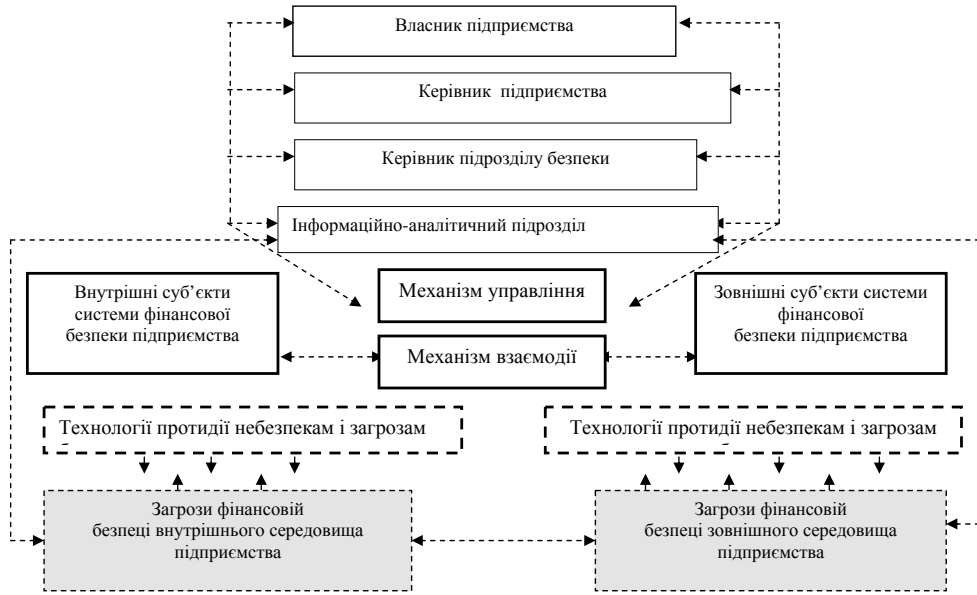 Власник підприємства
Керівник підприємства
Керівник підрозділу безпеки
Інформаційно-аналітичний підрозділ
Внутрішні суб’єкти
системи фінансової
безпеки підприємства
Механізм управління
Механізм взаємодії
Зовнішні суб’єкти системи
фінансової
безпеки підприємства
Технології протидії небезпекам і загрозам
Технології протидії небезпекам і загрозам
Загрози фінансовій
безпеці внутрішнього середовища
підприємства
Загрози фінансовій
безпеці зовнішного середовища
підприємства